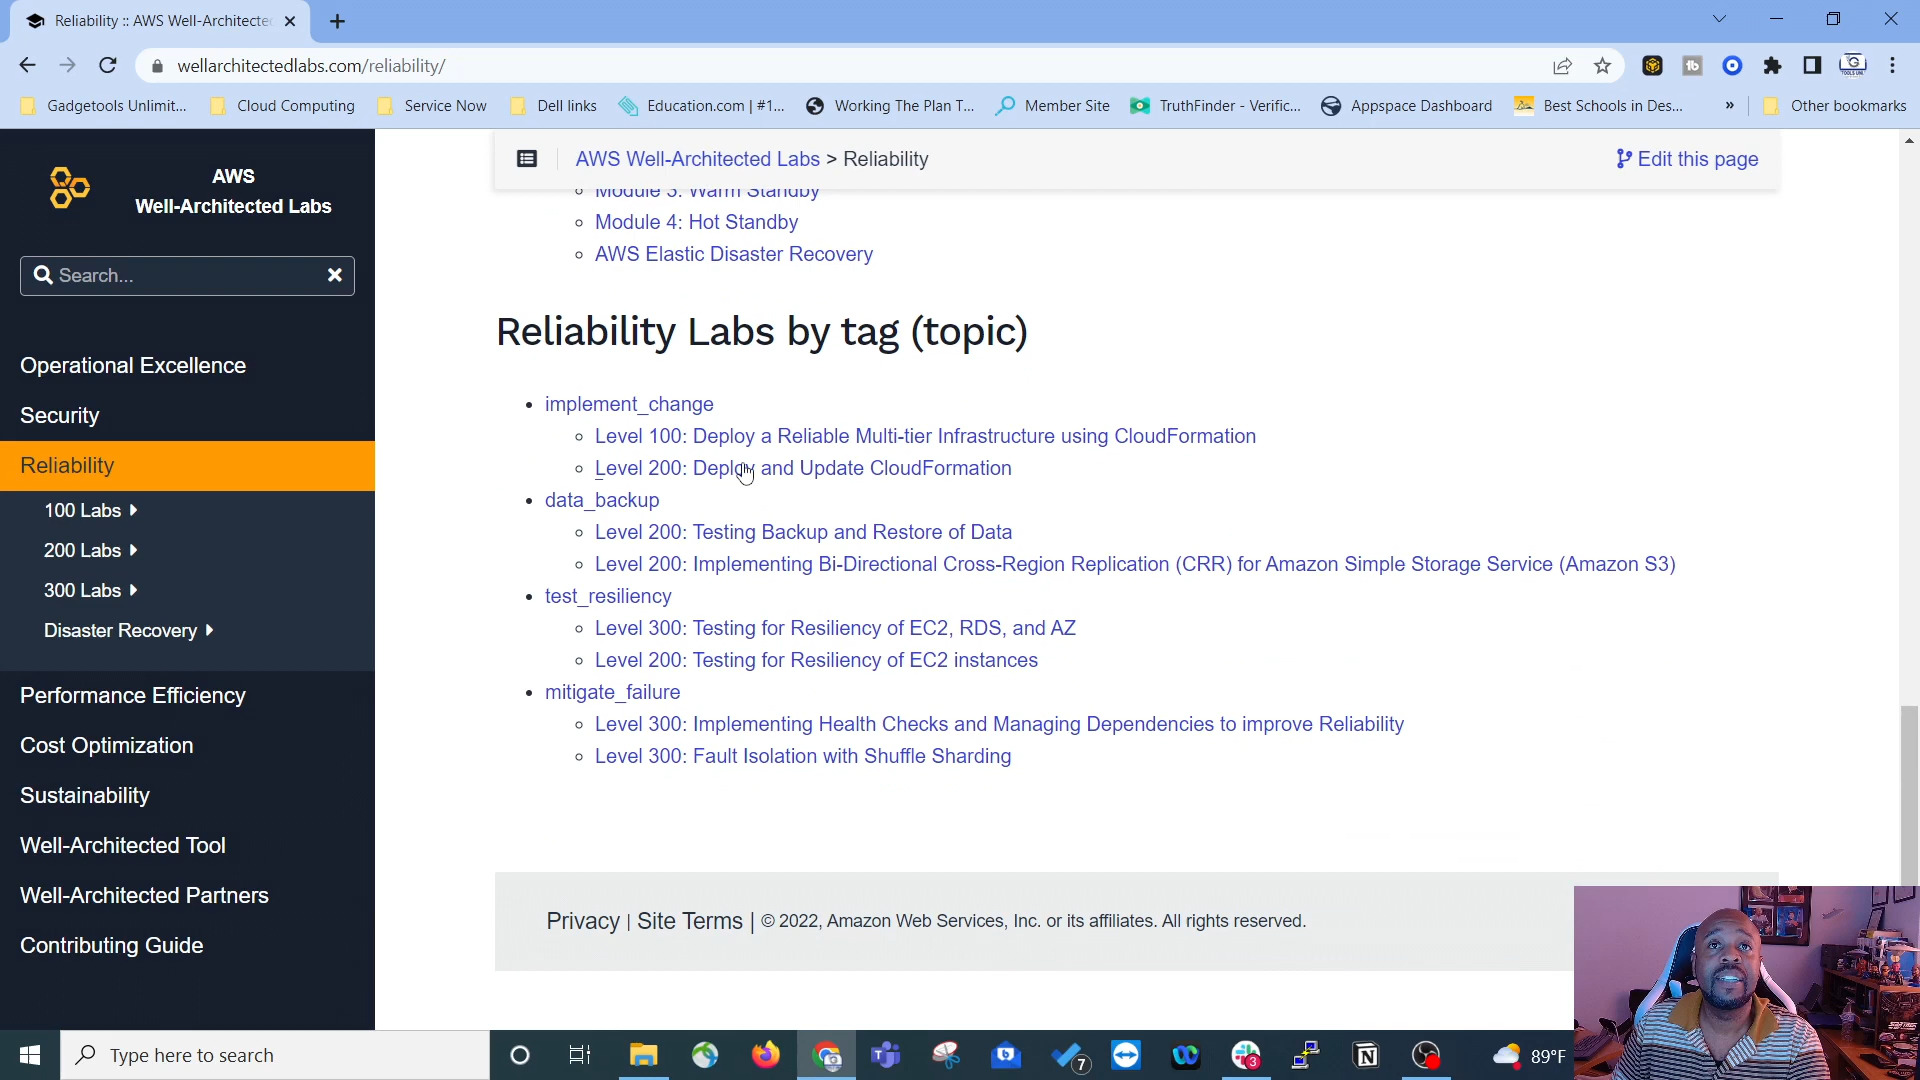 Reliability :: AWS Well-Architecte
wellarchitectedlabs.com/reliability/
Gadgetools Unlimit...
Cloud Computing
Service Now
Dell links
Education.com | #1...
Working The Plan T...
Member Site
TruthFinder - Verific...
Appspace Dashboard
Best Schools in Des...
»
Other bookmarks
AWS
Well-Architected Labs
Search...
Operational Excellence
Security
Reliability
100 Labs
200 Labs
300 Labs
Disaster Recovery
Performance Efficiency
Cost Optimization
Sustainability
Well-Architected Tool
Well-Architected Partners
Contributing Guide
AWS Well-Architected Labs > Reliability
Edit this page
Module 3: Warm Standby
Module 4: Hot Standby
AWS Elastic Disaster Recovery
Reliability Labs by tag (topic)
implement_change
Level 100: Deploy a Reliable Multi-tier Infrastructure using CloudFormation
Level 200: Deploy and Update CloudFormation
data_backup
Level 200: Testing Backup and Restore of Data
Level 200: Implementing Bi-Directional Cross-Region Replication (CRR) for Amazon Simple Storage Service (Amazon S3)
test_resiliency
Level 300: Testing for Resiliency of EC2, RDS, and AZ
Level 200: Testing for Resiliency of EC2 instances
mitigate_failure
Level 300: Implementing Health Checks and Managing Dependencies to improve Reliability
Level 300: Fault Isolation with Shuffle Sharding
Privacy | Site Terms | © 2022, Amazon Web Services, Inc. or its affiliates. All rights reserved.
Type here to search
7
3
89°F